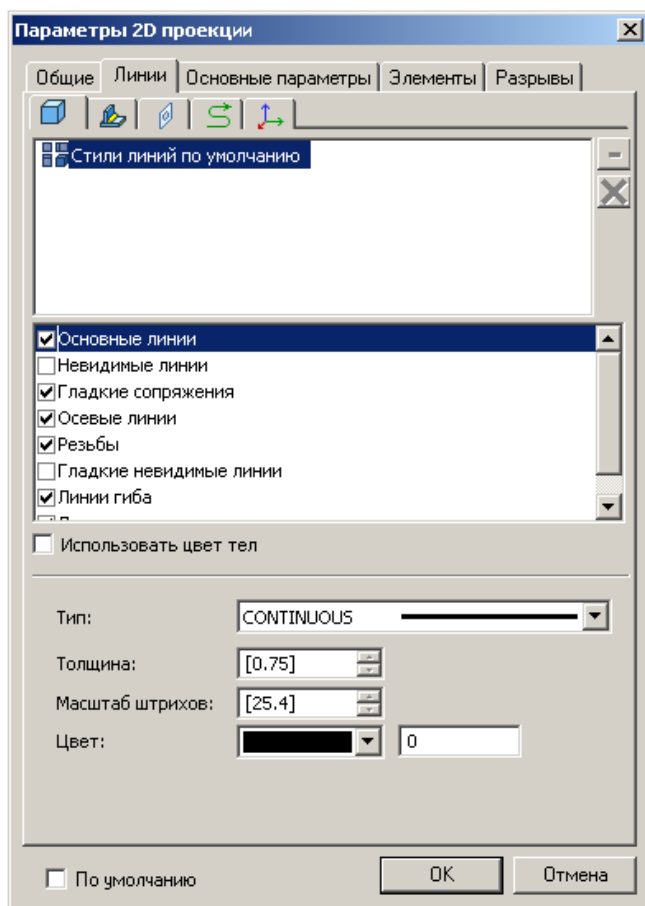 Параметры 2D проекции
Общие Линии Основные параметры Элементы Разрывы
Стили линий по умолчанию
Основные линии
Невидимые линии
Гладкие сопряжения
Осевые линии
Резьбы
Гладкие невидимые линии
Линии гиба
Использовать цвет тел
Тип: CONTINUOUS
Толщина: [0.75]
Масштаб штрихов: [25.4]
Цвет: 0
По умолчанию OK Отмена